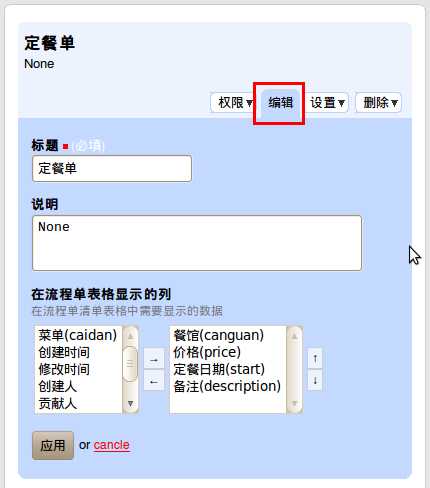 定餐单
None
权限▼ 编辑 设置▼ 删除▼
标题 (必填)
定餐单
说明
None
在流程单表格显示的列
在流程单清单表格中需要显示的数据
菜单(caidan)
创建时间
修改时间
创建人
贡献人
→
←
餐馆(canguan)
价格(price)
定餐日期(start)
备注(description)
↑
↓
应用 or cancle